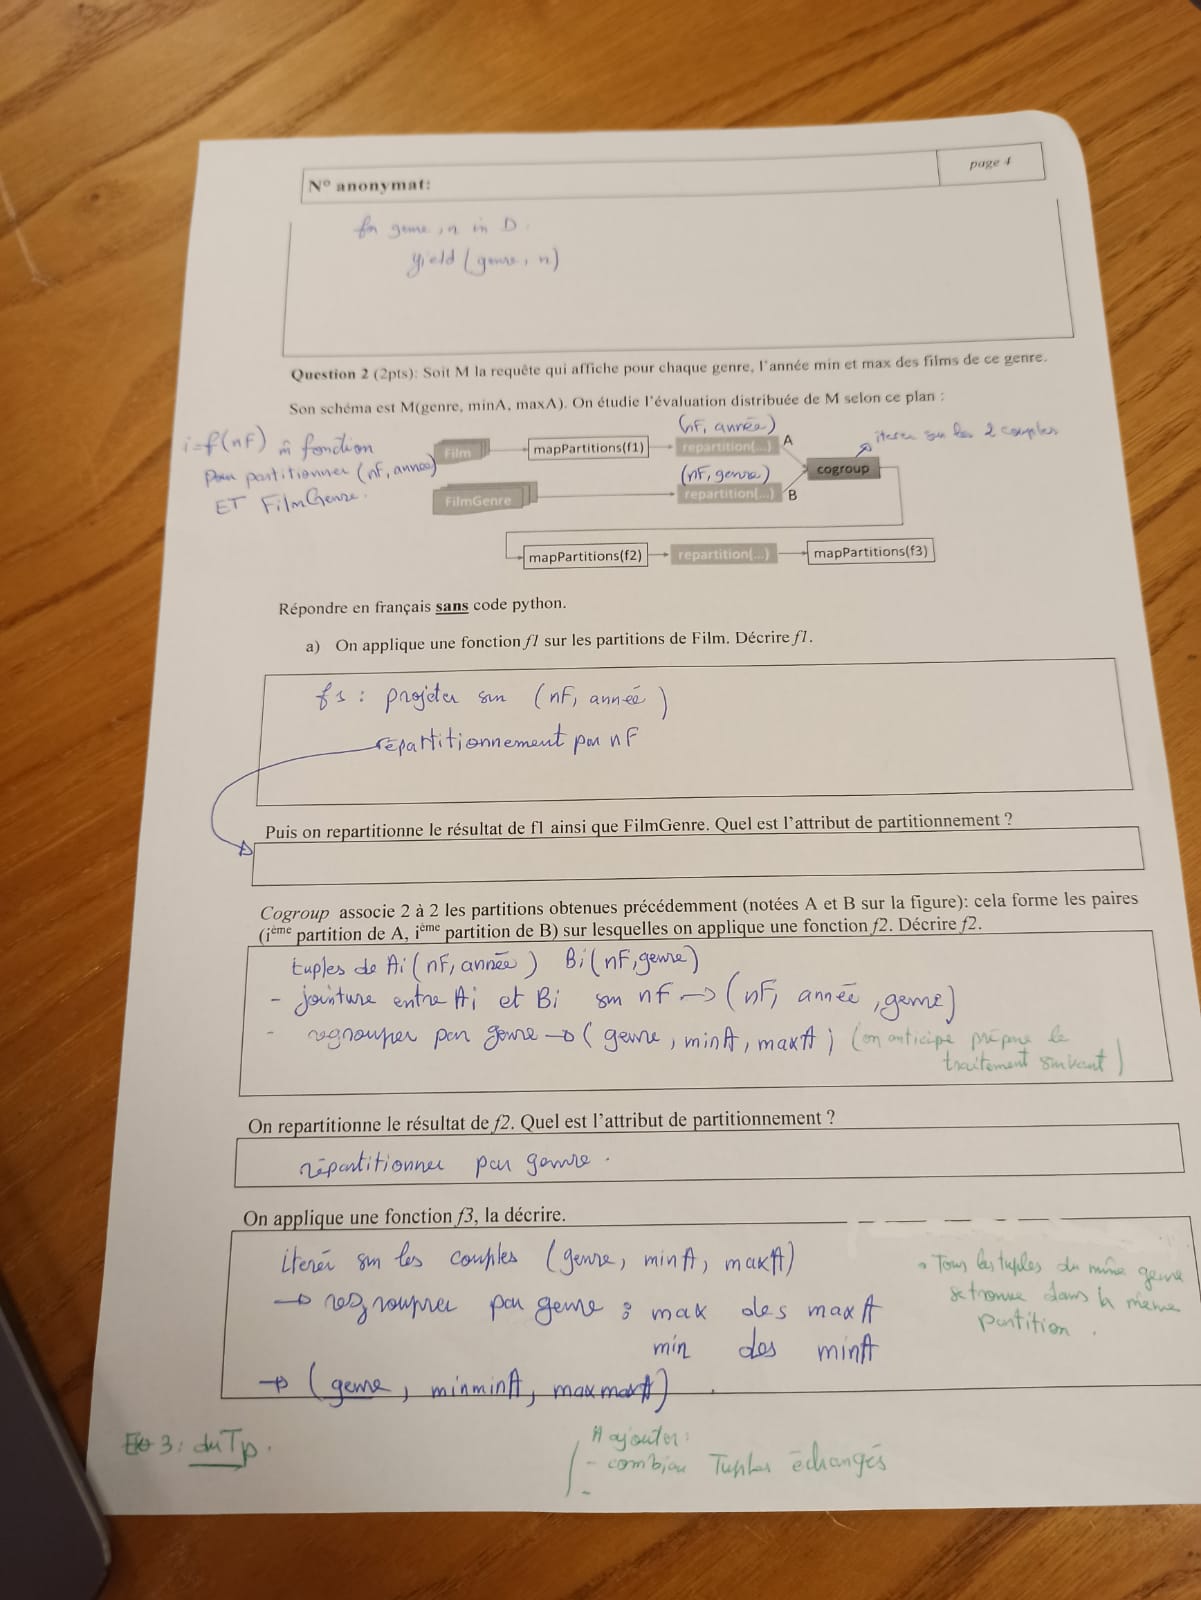 N° anonymat:
page 4
for genre, n in D:
yield (genre, n)
Question 2 (2pts): Soit M la requête qui affiche pour chaque genre, l'année min et max des films de ce genre.
Son schéma est M(genre, minA, maxA). On étudie l'évaluation distribuée de M selon ce plan :
i=f(nF) m̂ fonction
pour partitionner (nF, année)
ET FilmGenre.
(nF, année)
iterer sur les 2 couples
Film
mapPartitions(f1)
repartition(...)
A
(nF, genre)
cogroup
FilmGenre
repartition(...)
B
mapPartitions(f2)
repartition(...)
mapPartitions(f3)
Répondre en français sans code python.
a) On applique une fonction f1 sur les partitions de Film. Décrire f1.
f1 : projeter sur (nF, année)
répartitionnement par nF
Puis on repartitionne le résultat de f1 ainsi que FilmGenre. Quel est l'attribut de partitionnement ?
Cogroup associe 2 à 2 les partitions obtenues précédemment (notées A et B sur la figure): cela forme les paires
(ième partition de A, ième partition de B) sur lesquelles on applique une fonction f2. Décrire f2.
tuples de Ai (nF, année) Bi (nF, genre)
- jointure entre Ai et Bi sur nF → (nF, année, genre)
- regrouper par genre → (genre, minA, maxA) (on anticipe prépare le
traitement suivant)
On repartitionne le résultat de f2. Quel est l'attribut de partitionnement ?
répartitionner par genre.
On applique une fonction f3, la décrire.
iterér sur les couples (genre, minA, maxA)
→ regrouper par genre : max des maxA
min des minA
→ (genre, minminA, maxmaxA)
• Tous les tuples du même genre
se trouve dans la même
partition.
Ex 3: du Tp.
A ajouter:
- combien Tuples échangés
-